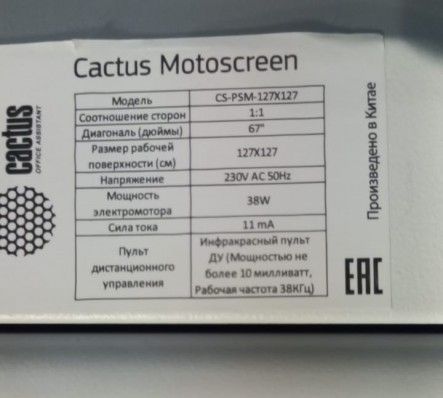 Cactus Motoscreen
cactus
OFFICE ASSISTANT
Модель CS-PSM-127X127
Соотношение сторон 1:1
Диагональ (дюймы) 67"
Размер рабочей
поверхности (см) 127X127
Напряжение 230V AC 50Hz
Мощность
электромотора 38W
Сила тока 11 mA
Пульт
дистанционного
управления
Инфракрасный пульт
ДУ (Мощностью не
более 10 милливатт,
Рабочая частота 38КГц)
Произведено в Китае
EAC